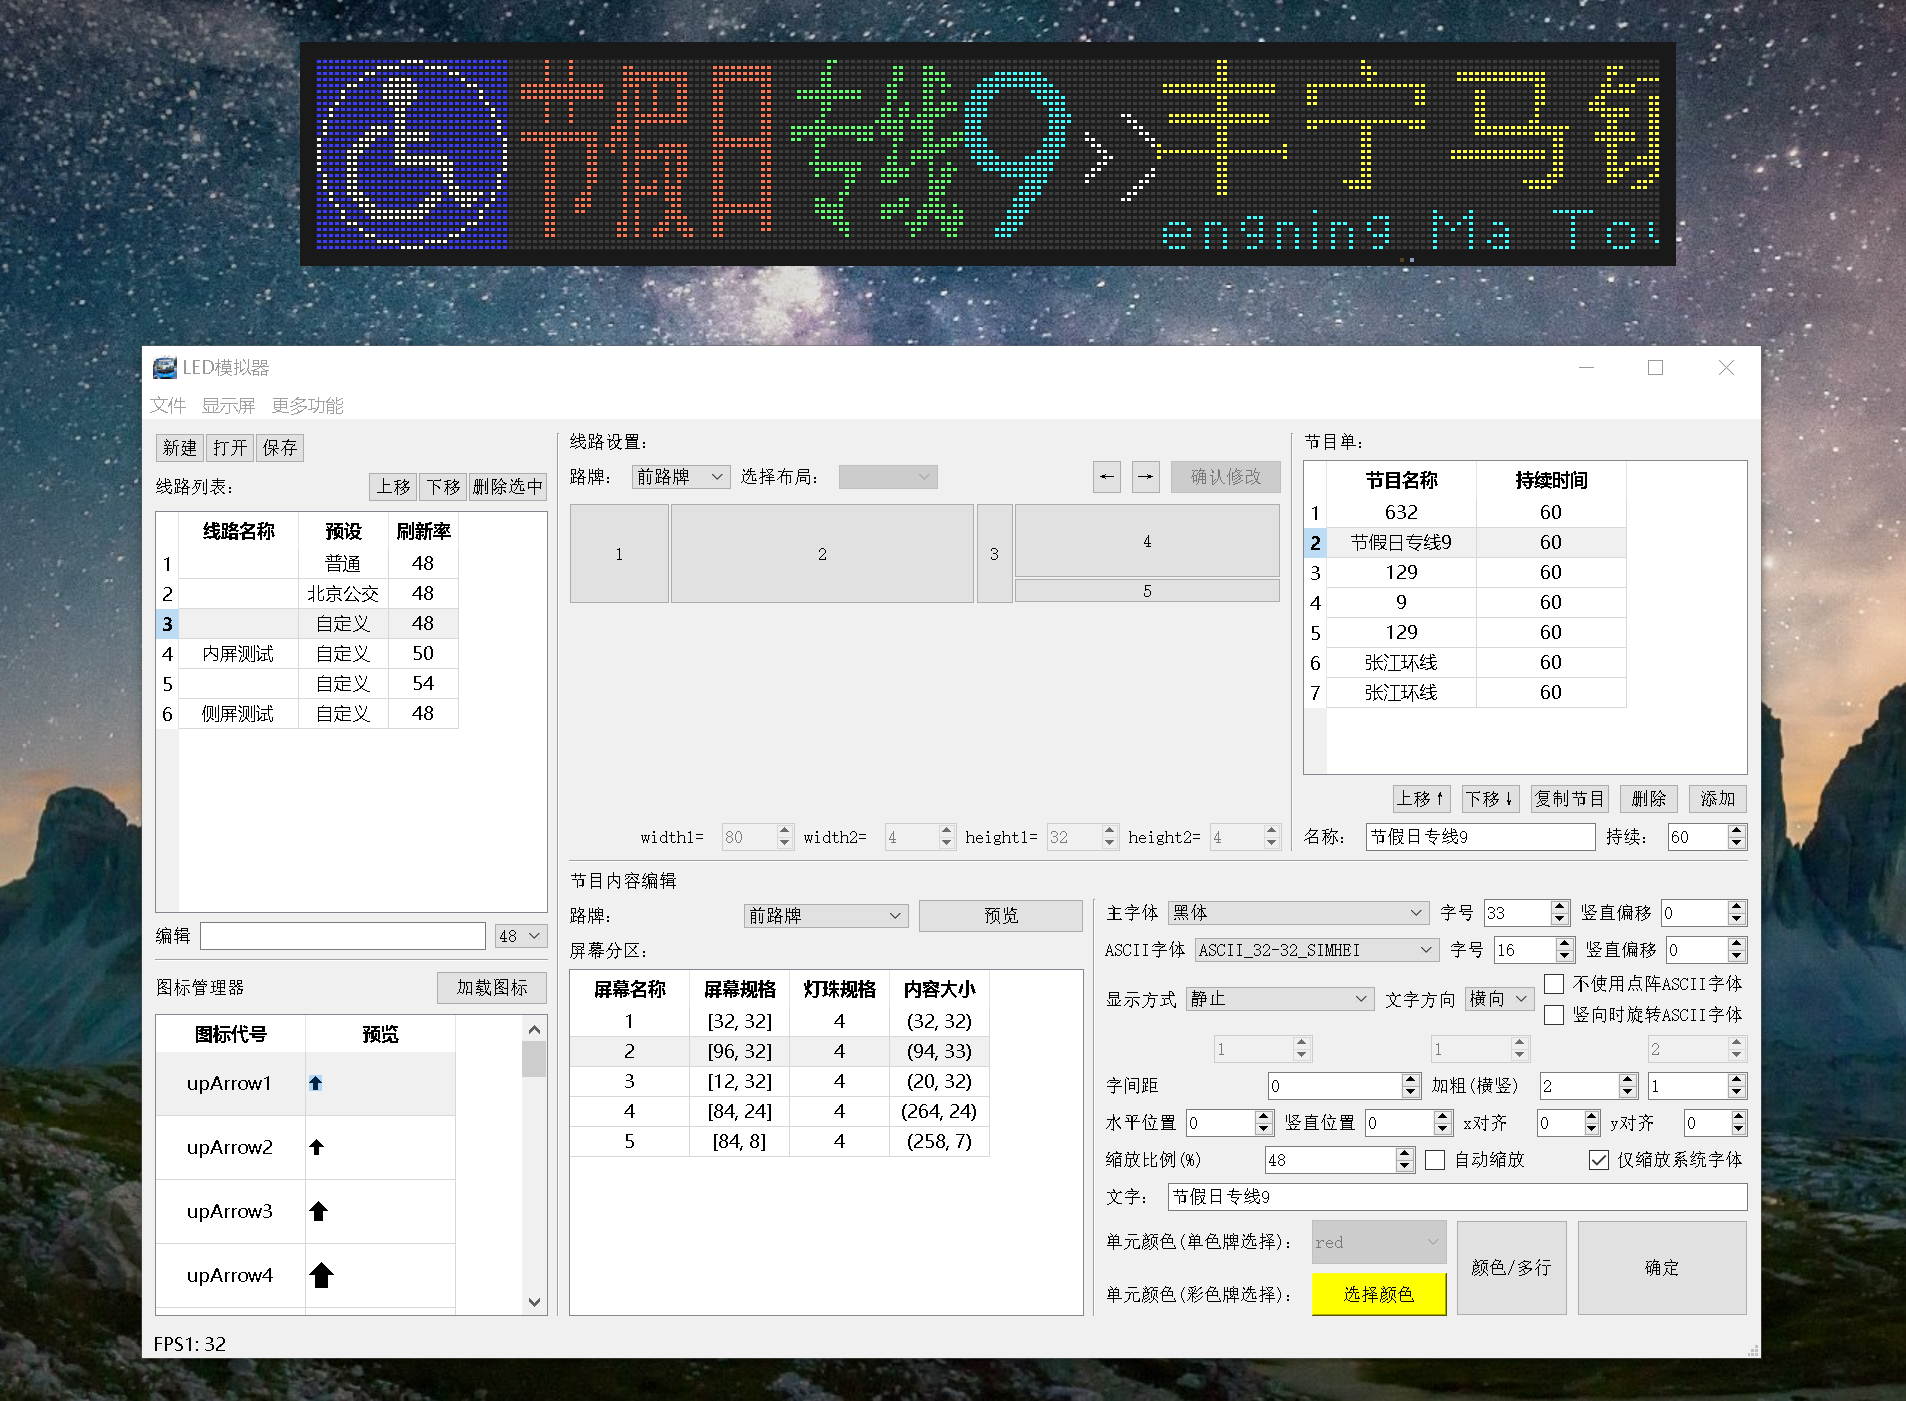 节假日专线9 >> 丰宁马
engning Ma To
LED模拟器
文件 显示屏 更多功能
新建 打开 保存
线路列表: 上移 下移 删除选中
线路名称 预设 刷新率
1 普通 48
2 北京公交 48
3 自定义 48
4 内屏测试 自定义 50
5 自定义 54
6 侧屏测试 自定义 48
编辑 48
图标管理器 加载图标
图标代号 预览
upArrow1
upArrow2
upArrow3
upArrow4
FPS1: 32
线路设置:
路牌: 前路牌 选择布局: ← → 确认修改
1 2 3 4 5
width1= 80 width2= 4 height1= 32 height2= 4
节目单:
节目名称 持续时间
1 632 60
2 节假日专线9 60
3 129 60
4 9 60
5 129 60
6 张江环线 60
7 张江环线 60
上移↑ 下移↓ 复制节目 删除 添加
名称: 节假日专线9 持续: 60
节目内容编辑
路牌: 前路牌 预览
屏幕分区:
屏幕名称 屏幕规格 灯珠规格 内容大小
1 [32, 32] 4 (32, 32)
2 [96, 32] 4 (94, 33)
3 [12, 32] 4 (20, 32)
4 [84, 24] 4 (264, 24)
5 [84, 8] 4 (258, 7)
主字体 黑体 字号 33 竖直偏移 0
ASCII字体 ASCII_32-32_SIMHEI 字号 16 竖直偏移 0
显示方式 静止 文字方向 横向 不使用点阵ASCII字体
竖向时旋转ASCII字体
1 1 2
字间距 0 加粗(横竖) 2 1
水平位置 0 竖直位置 0 x对齐 0 y对齐 0
缩放比例(%) 48 自动缩放 仅缩放系统字体
文字: 节假日专线9
单元颜色(单色牌选择): red
单元颜色(彩色牌选择): 选择颜色
颜色/多行 确定